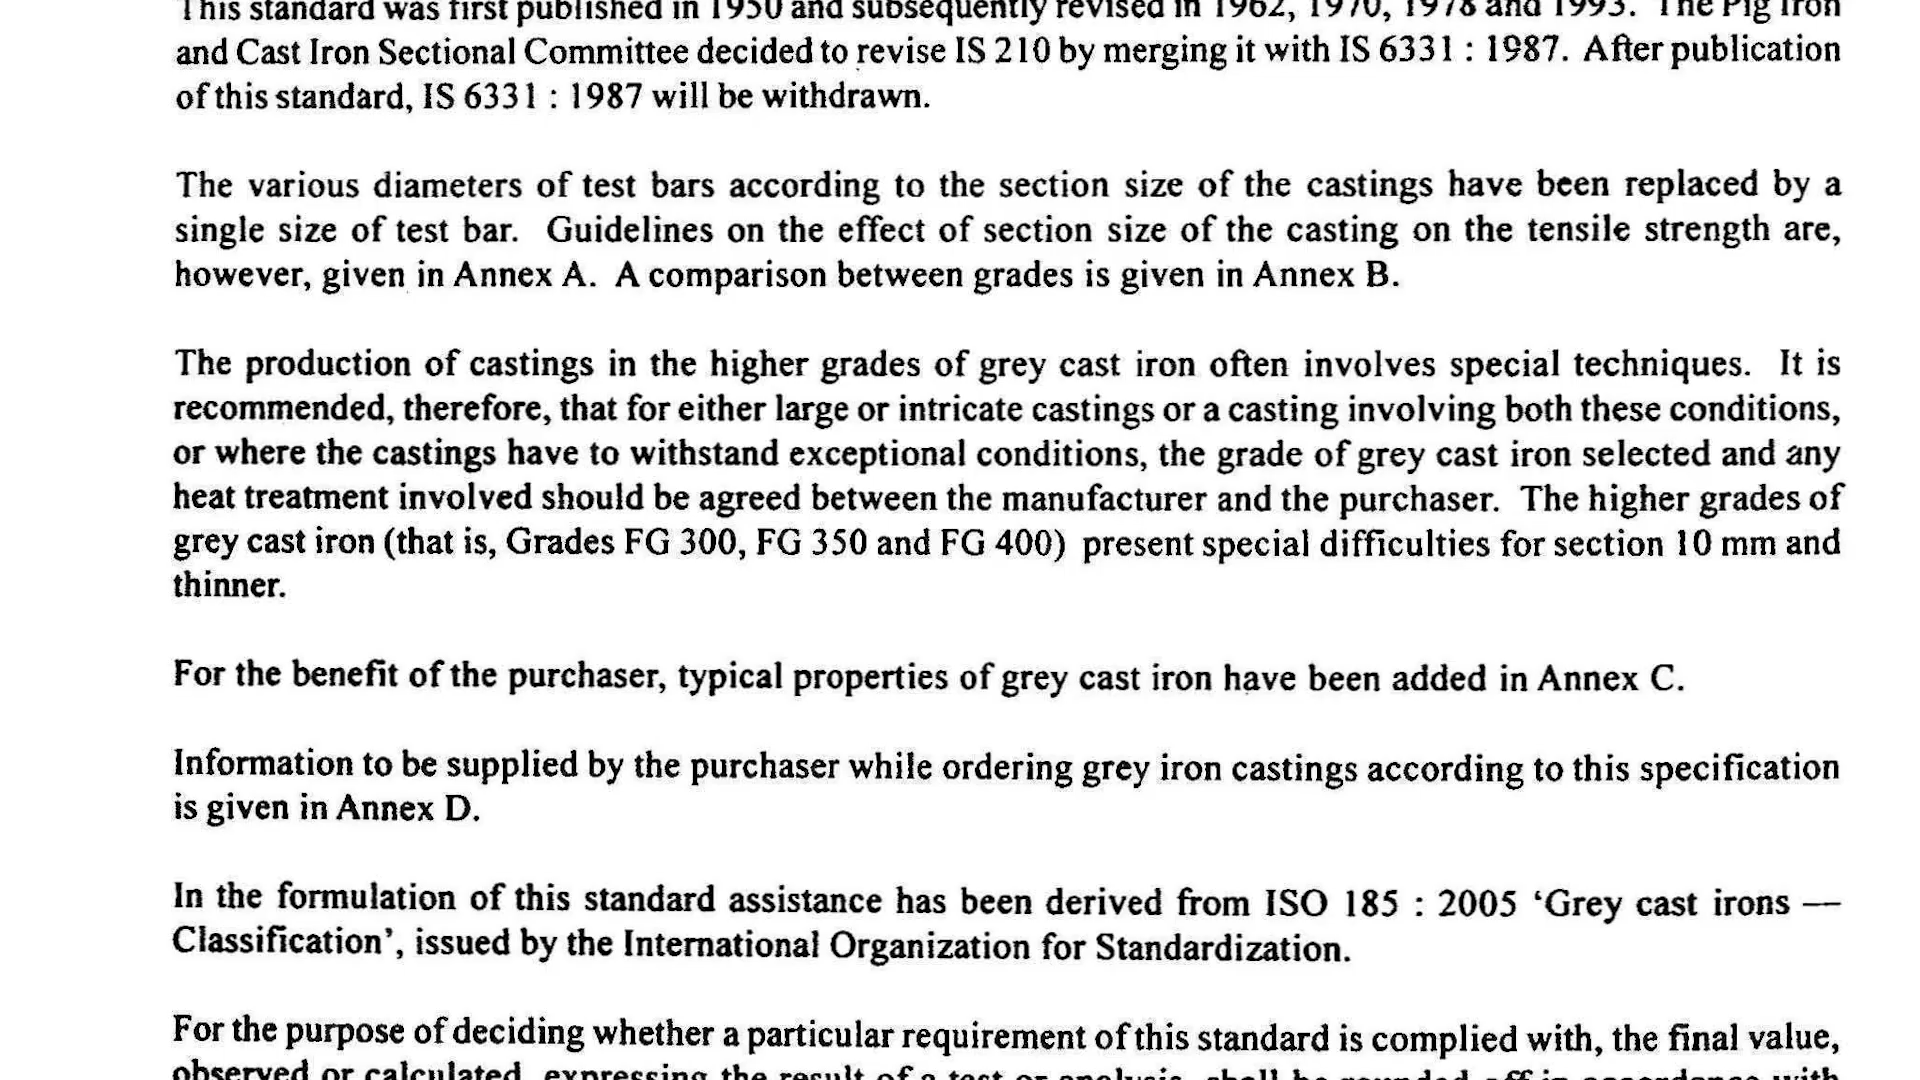 This standard was first published in 1950 and subsequently revised in 1962, 1970, 1978 and 1993. The Pig Iron
and Cast Iron Sectional Committee decided to revise IS 210 by merging it with IS 6331 : 1987. After publication
of this standard, IS 6331 : 1987 will be withdrawn.
The various diameters of test bars according to the section size of the castings have been replaced by a
single size of test bar. Guidelines on the effect of section size of the casting on the tensile strength are,
however, given in Annex A. A comparison between grades is given in Annex B.
The production of castings in the higher grades of grey cast iron often involves special techniques. It is
recommended, therefore, that for either large or intricate castings or a casting involving both these conditions,
or where the castings have to withstand exceptional conditions, the grade of grey cast iron selected and any
heat treatment involved should be agreed between the manufacturer and the purchaser. The higher grades of
grey cast iron (that is, Grades FG 300, FG 350 and FG 400) present special difficulties for section 10 mm and
thinner.
For the benefit of the purchaser, typical properties of grey cast iron have been added in Annex C.
Information to be supplied by the purchaser while ordering grey iron castings according to this specification
is given in Annex D.
In the formulation of this standard assistance has been derived from ISO 185 : 2005 ‘Grey cast irons —
Classification’, issued by the International Organization for Standardization.
For the purpose of deciding whether a particular requirement of this standard is complied with, the final value,
observed or calculated, expressing the result of a test or analysis, shall be rounded off in accordance with